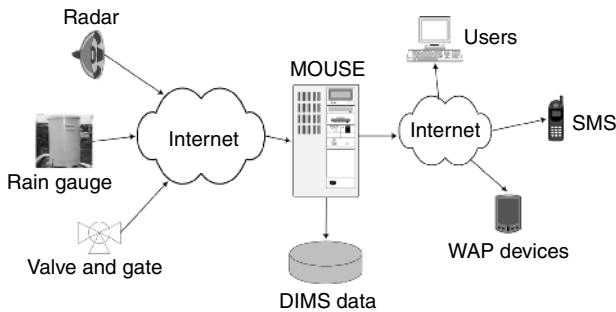 Radar
Users
MOUSE
Internet
Internet
SMS
Rain gauge
WAP devices
Valve and gate
DIMS data